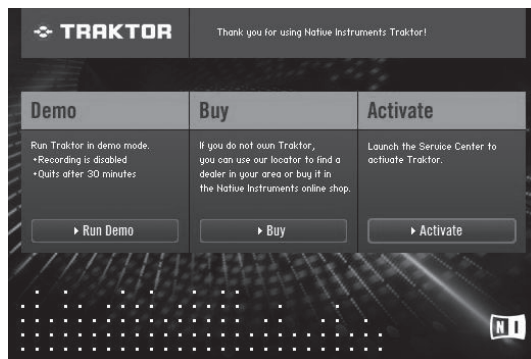 TRAKTOR
Thank you for using Native Instruments Traktor!
Demo
Run Traktor in demo mode.
•Recording is disabled
•Quits after 30 minutes
Run Demo
Buy
If you do not own Traktor,
you can use our locator to find a
dealer in your area or buy it in
the Native Instruments online shop.
Buy
Activate
Launch the Service Center to
activate Traktor.
Activate
NI